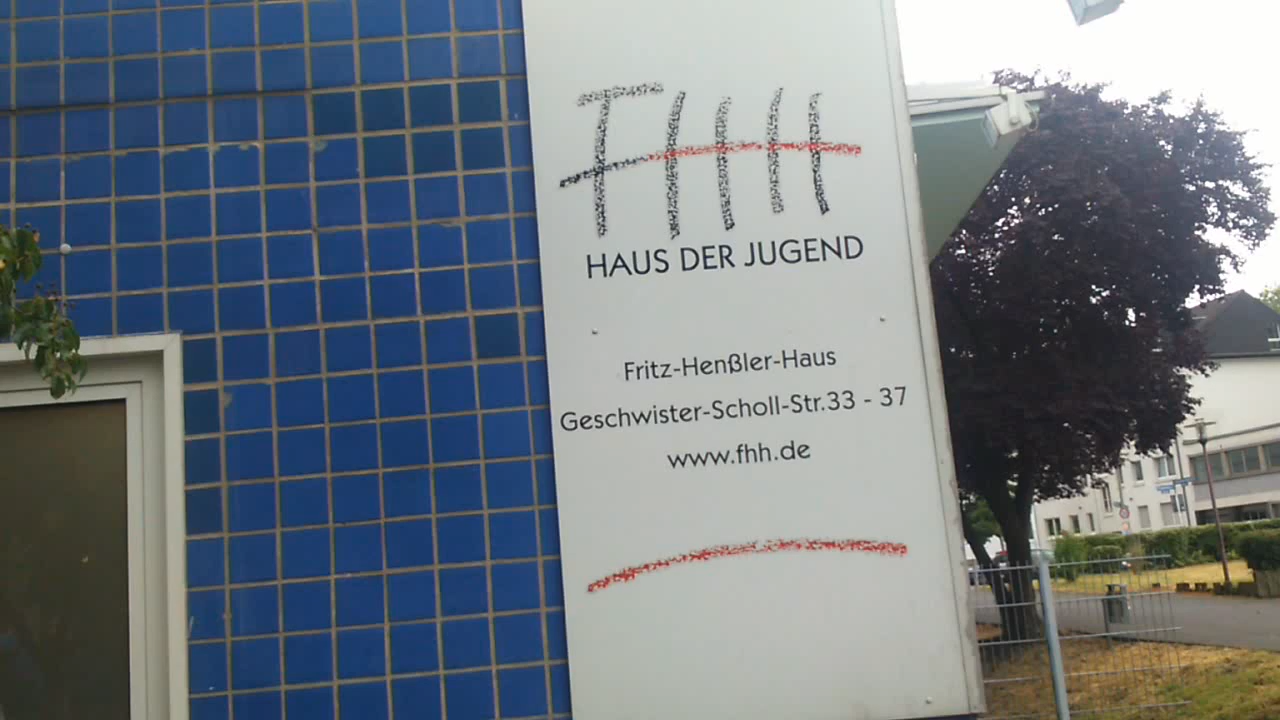 FHH
HAUS DER JUGEND
Fritz-Henßler-Haus
Geschwister-Scholl-Str.33 - 37
www.fhh.de